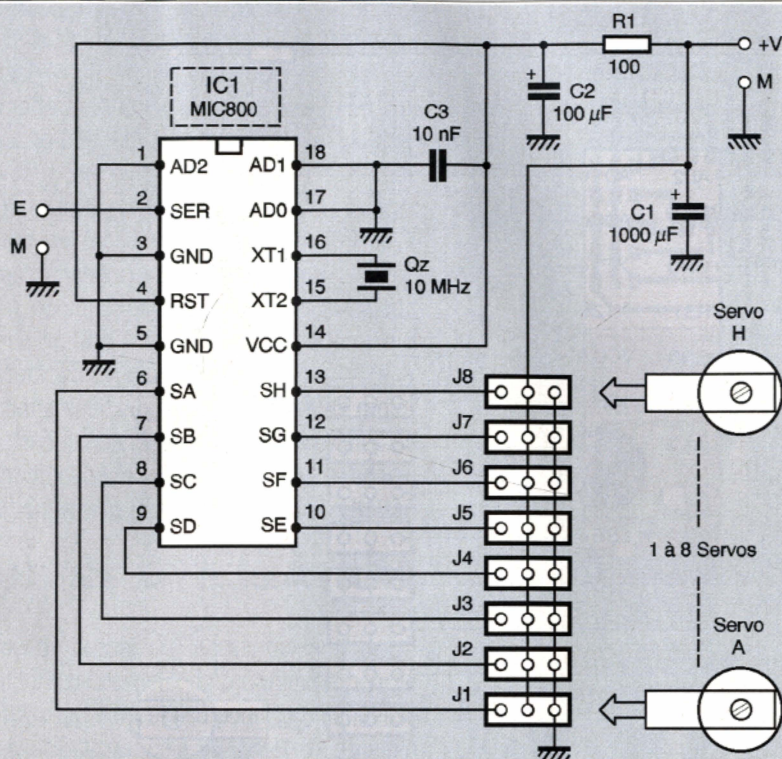 R1
100
+V
M
C2
100 µF
C3
10 nF
C1
1000 µF
IC1
MIC800
1 AD2 AD1 18
2 SER AD0 17
3 GND XT1 16
4 RST XT2 15
5 GND VCC 14
6 SA SH 13
7 SB SG 12
8 SC SF 11
9 SD SE 10
E
M
Qz
10 MHz
J8
J7
J6
J5
J4
J3
J2
J1
Servo
H
1 à 8 Servos
Servo
A